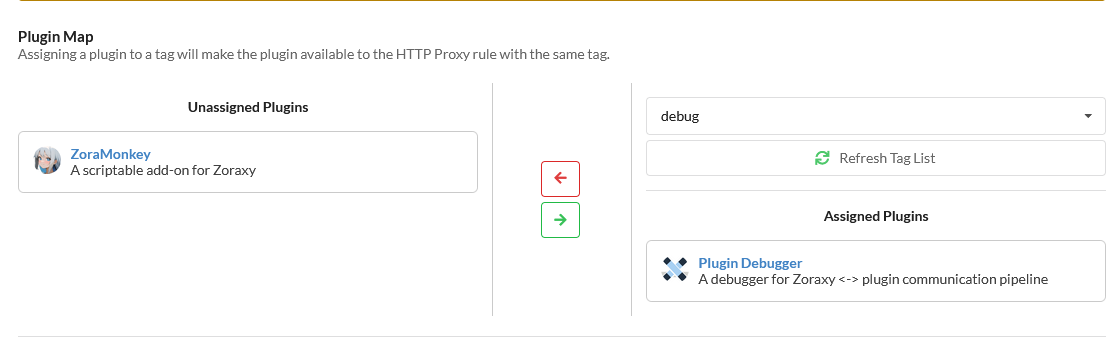 Plugin Map
Assigning a plugin to a tag will make the plugin available to the HTTP Proxy rule with the same tag.
Unassigned Plugins
ZoraMonkey
A scriptable add-on for Zoraxy
debug
Refresh Tag List
Assigned Plugins
Plugin Debugger
A debugger for Zoraxy <-> plugin communication pipeline